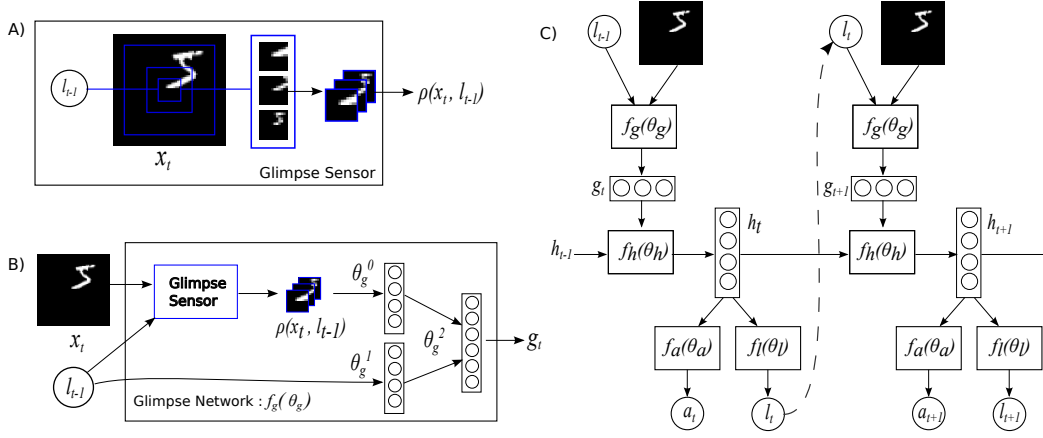 A)
l_{t-1}
x_t
ρ(x_t, l_{t-1})
Glimpse Sensor
B)
x_t
l_{t-1}
Glimpse
Sensor
ρ(x_t, l_{t-1})
θ_g^0
θ_g^1
θ_g^2
g_t
Glimpse Network : f_g(θ_g)
C)
l_{t-1}
l_t
f_g(θ_g)
f_g(θ_g)
g_t
g_{t+1}
h_{t-1}
f_h(θ_h)
h_t
f_h(θ_h)
h_{t+1}
f_a(θ_a)
f_l(θ_l)
f_a(θ_a)
f_l(θ_l)
a_t
l_t
a_{t+1}
l_{t+1}